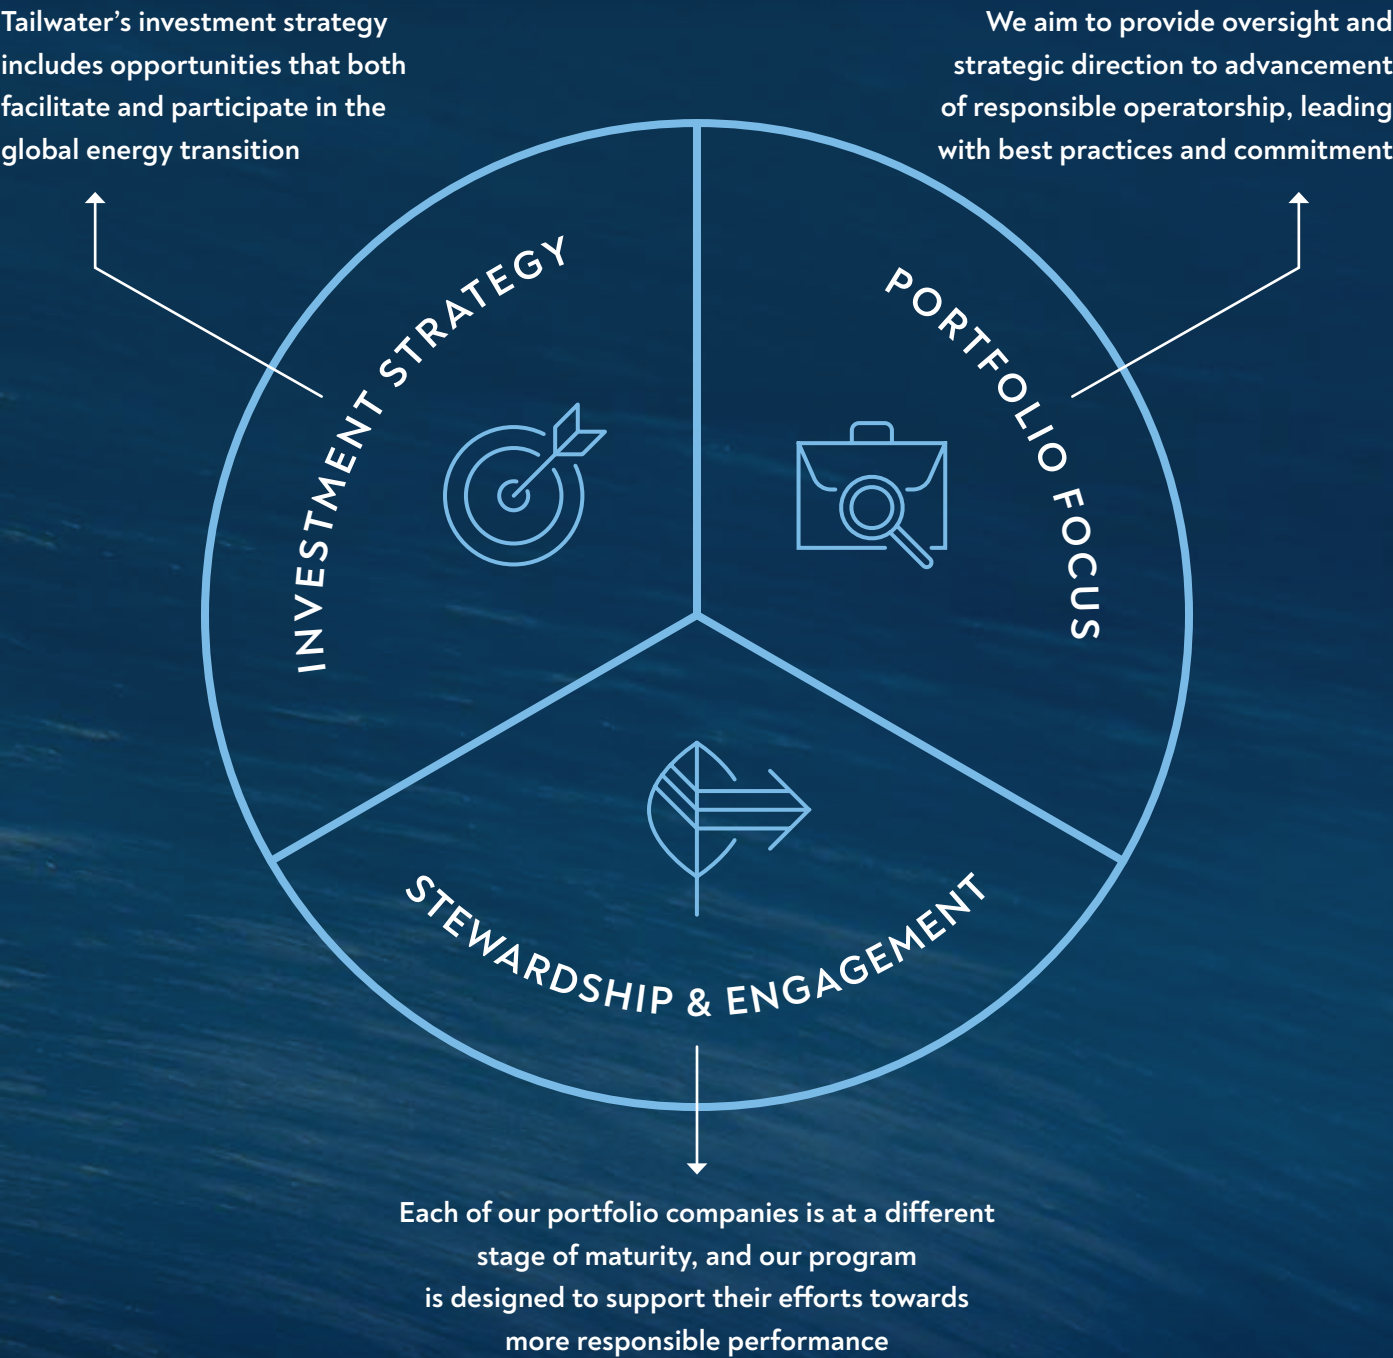 Tailwater’s investment strategy
includes opportunities that both
facilitate and participate in the
global energy transition
We aim to provide oversight and
strategic direction to advancement
of responsible operatorship, leading
with best practices and commitment
INVESTMENT STRATEGY
PORTFOLIO FOCUS
STEWARDSHIP & ENGAGEMENT
Each of our portfolio companies is at a different
stage of maturity, and our program
is designed to support their efforts towards
more responsible performance